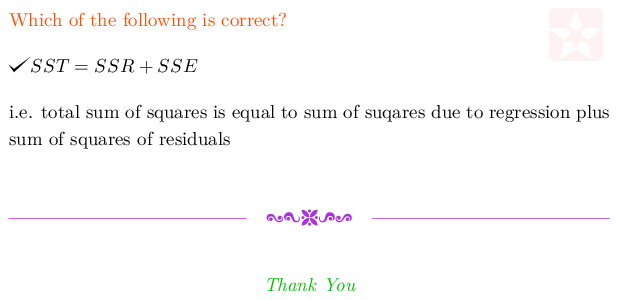 Which of the following is correct?
✓SST = SSR + SSE
i.e. total sum of squares is equal to sum of suqares due to regression plus
sum of squares of residuals
Thank You